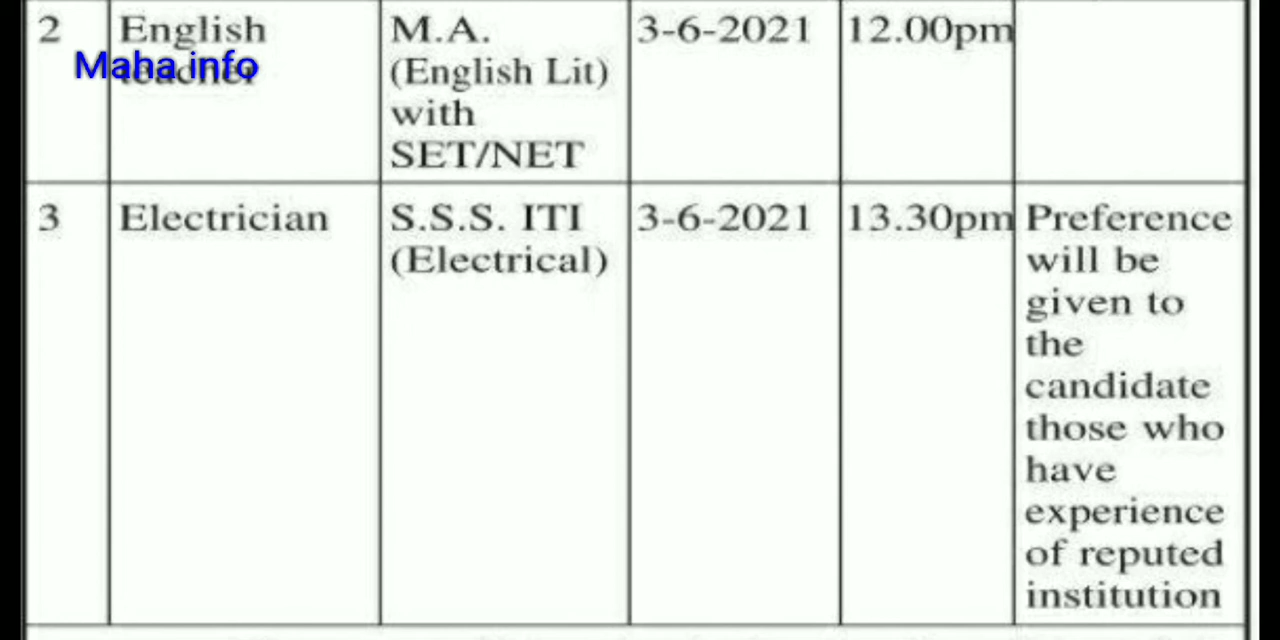 2 English M.A. 3-6-2021 12.00pm
Maha info
teacher (English Lit)
with
SET/NET
3 Electrician S.S.S. ITI 3-6-2021 13.30pm Preference
(Electrical) will be
given to
the
candidate
those who
have
experience
of reputed
institution